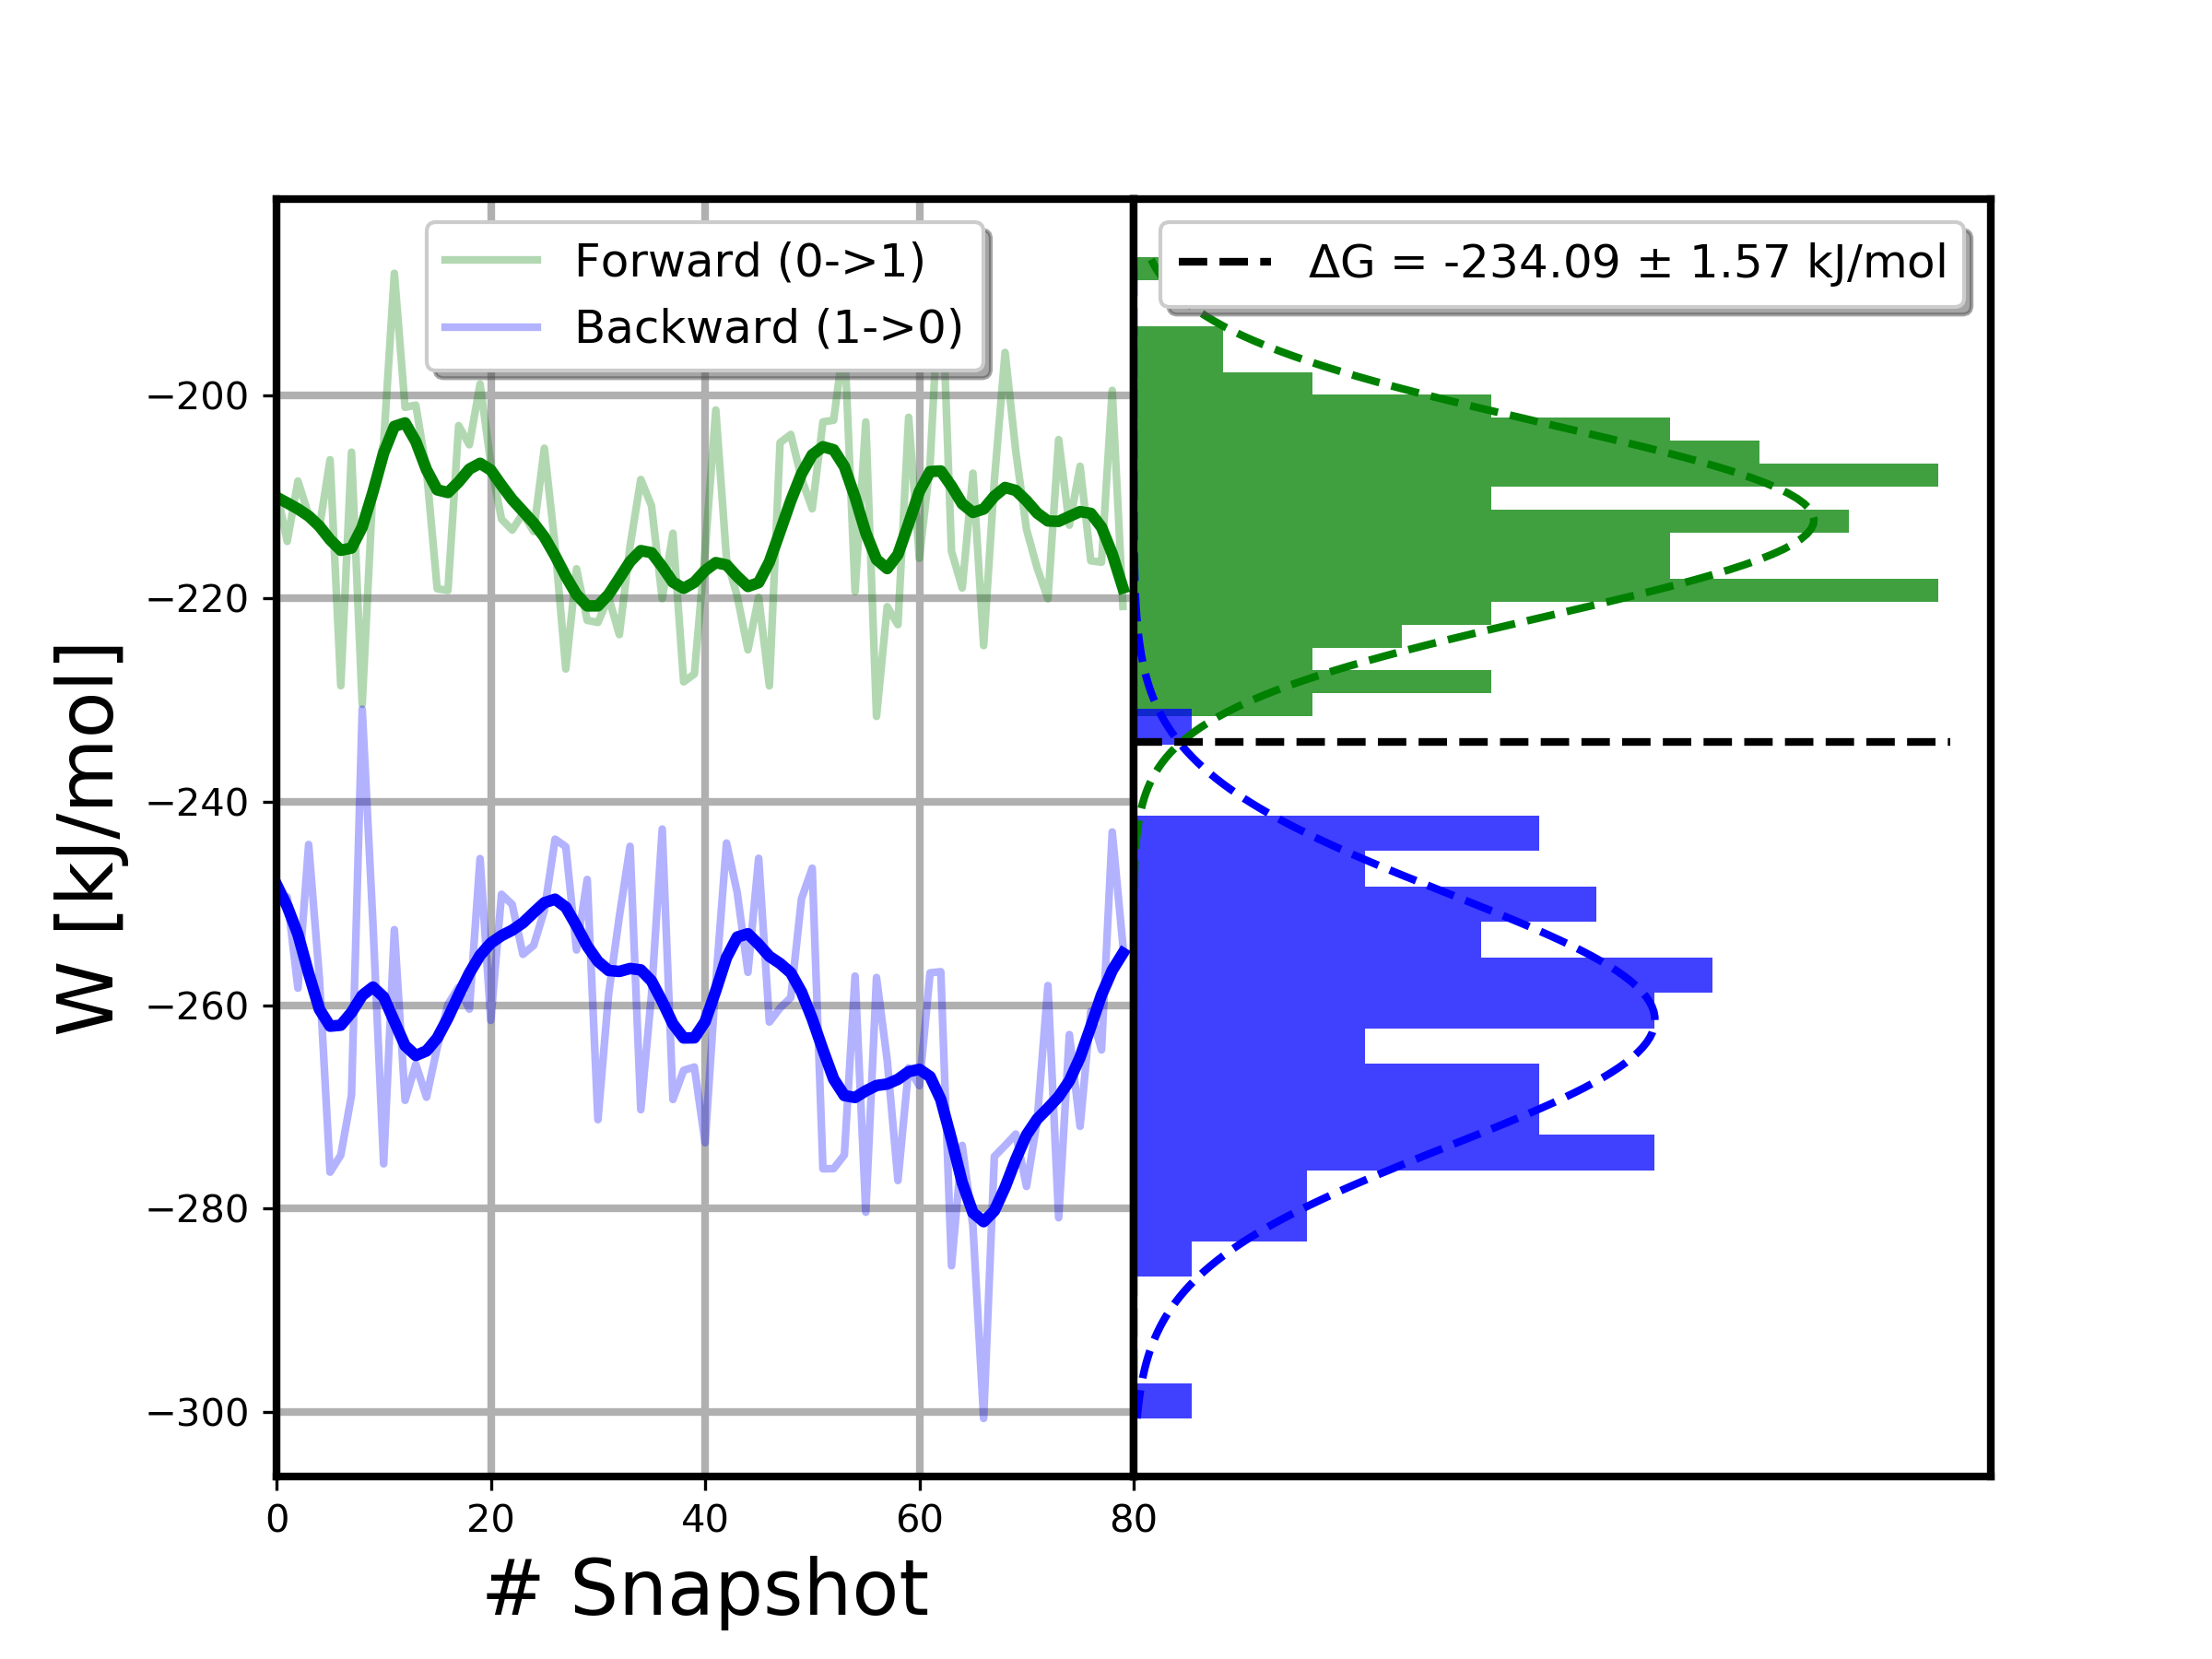 Forward (0->1)
Backward (1->0)
ΔG = -234.09 ± 1.57 kJ/mol
W [kJ/mol]
−200
−220
−240
−260
−280
−300
0 20 40 60 80
# Snapshot